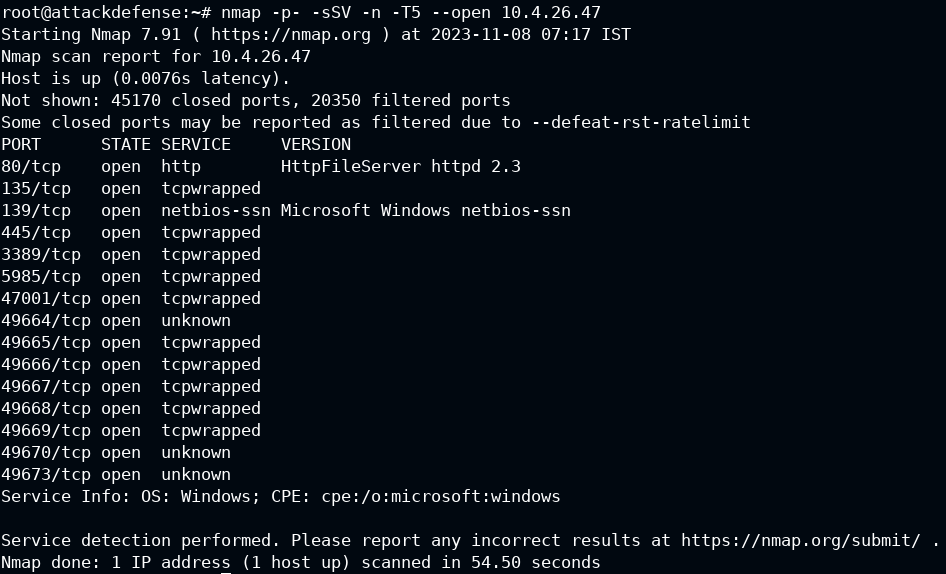 root@attackdefense:~# nmap -p- -sSV -n -T5 --open 10.4.26.47
Starting Nmap 7.91 ( https://nmap.org ) at 2023-11-08 07:17 IST
Nmap scan report for 10.4.26.47
Host is up (0.0076s latency).
Not shown: 45170 closed ports, 20350 filtered ports
Some closed ports may be reported as filtered due to --defeat-rst-ratelimit
PORT      STATE SERVICE     VERSION
80/tcp    open  http        HttpFileServer httpd 2.3
135/tcp   open  tcpwrapped
139/tcp   open  netbios-ssn Microsoft Windows netbios-ssn
445/tcp   open  tcpwrapped
3389/tcp  open  tcpwrapped
5985/tcp  open  tcpwrapped
47001/tcp open  tcpwrapped
49664/tcp open  unknown
49665/tcp open  tcpwrapped
49666/tcp open  tcpwrapped
49667/tcp open  tcpwrapped
49668/tcp open  tcpwrapped
49669/tcp open  tcpwrapped
49670/tcp open  unknown
49673/tcp open  unknown
Service Info: OS: Windows; CPE: cpe:/o:microsoft:windows

Service detection performed. Please report any incorrect results at https://nmap.org/submit/ .
Nmap done: 1 IP address (1 host up) scanned in 54.50 seconds